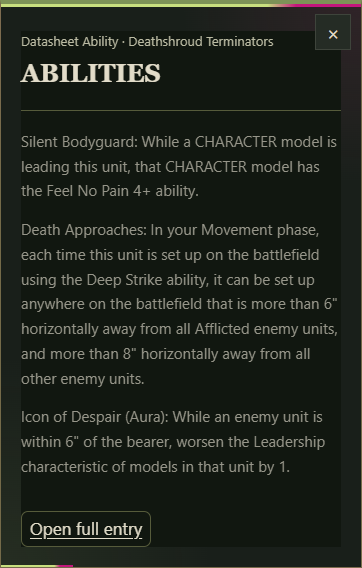 Datasheet Ability · Deathshroud Terminators
×
ABILITIES
Silent Bodyguard: While a CHARACTER model is
leading this unit, that CHARACTER model has
the Feel No Pain 4+ ability.
Death Approaches: In your Movement phase,
each time this unit is set up on the battlefield
using the Deep Strike ability, it can be set up
anywhere on the battlefield that is more than 6"
horizontally away from all Afflicted enemy units,
and more than 8" horizontally away from all
other enemy units.
Icon of Despair (Aura): While an enemy unit is
within 6" of the bearer, worsen the Leadership
characteristic of models in that unit by 1.
Open full entry